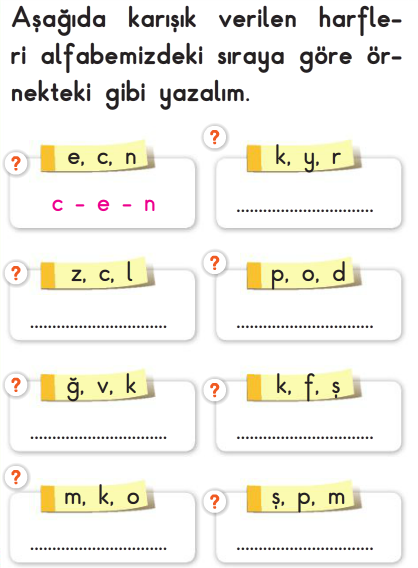 Aşağıda karışık verilen harfle-
ri alfabemizdeki sıraya göre ör-
nekteki gibi yazalım.
?
e, c, n
c - e - n
?
k, y, r
..................................
?
z, c, l
..................................
?
p, o, d
..................................
?
ğ, v, k
..................................
?
k, f, ş
..................................
?
m, k, o
..................................
?
ş, p, m
..................................